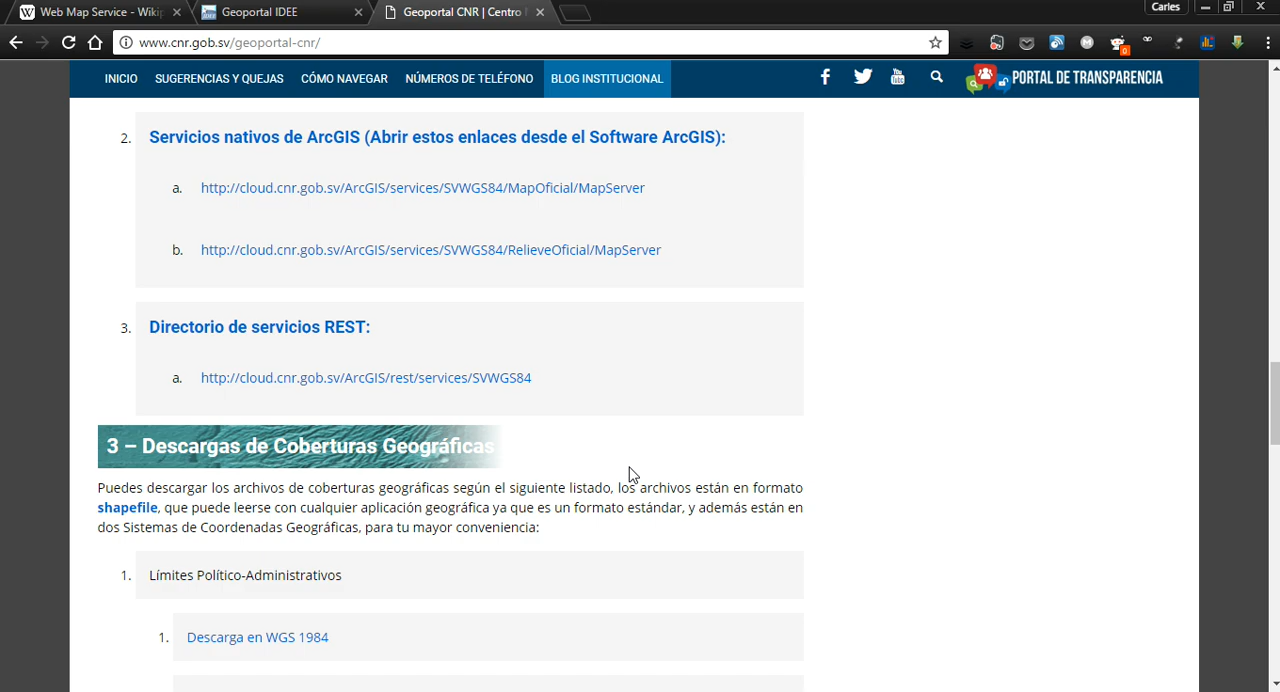 Web Map Service - Wikip
Geoportal IDEE
Geoportal CNR | Centro
Carles
www.cnr.gob.sv/geoportal-cnr/
INICIO SUGERENCIAS Y QUEJAS CÓMO NAVEGAR NÚMEROS DE TELÉFONO BLOG INSTITUCIONAL PORTAL DE TRANSPARENCIA
2. Servicios nativos de ArcGIS (Abrir estos enlaces desde el Software ArcGIS):
a. http://cloud.cnr.gob.sv/ArcGIS/services/SVWGS84/MapOficial/MapServer
b. http://cloud.cnr.gob.sv/ArcGIS/services/SVWGS84/RelieveOficial/MapServer
3. Directorio de servicios REST:
a. http://cloud.cnr.gob.sv/ArcGIS/rest/services/SVWGS84
3 – Descargas de Coberturas Geográficas
Puedes descargar los archivos de coberturas geográficas según el siguiente listado, los archivos están en formato
shapefile, que puede leerse con cualquier aplicación geográfica ya que es un formato estándar, y además están en
dos Sistemas de Coordenadas Geográficas, para tu mayor conveniencia:
1. Límites Político-Administrativos
1. Descarga en WGS 1984